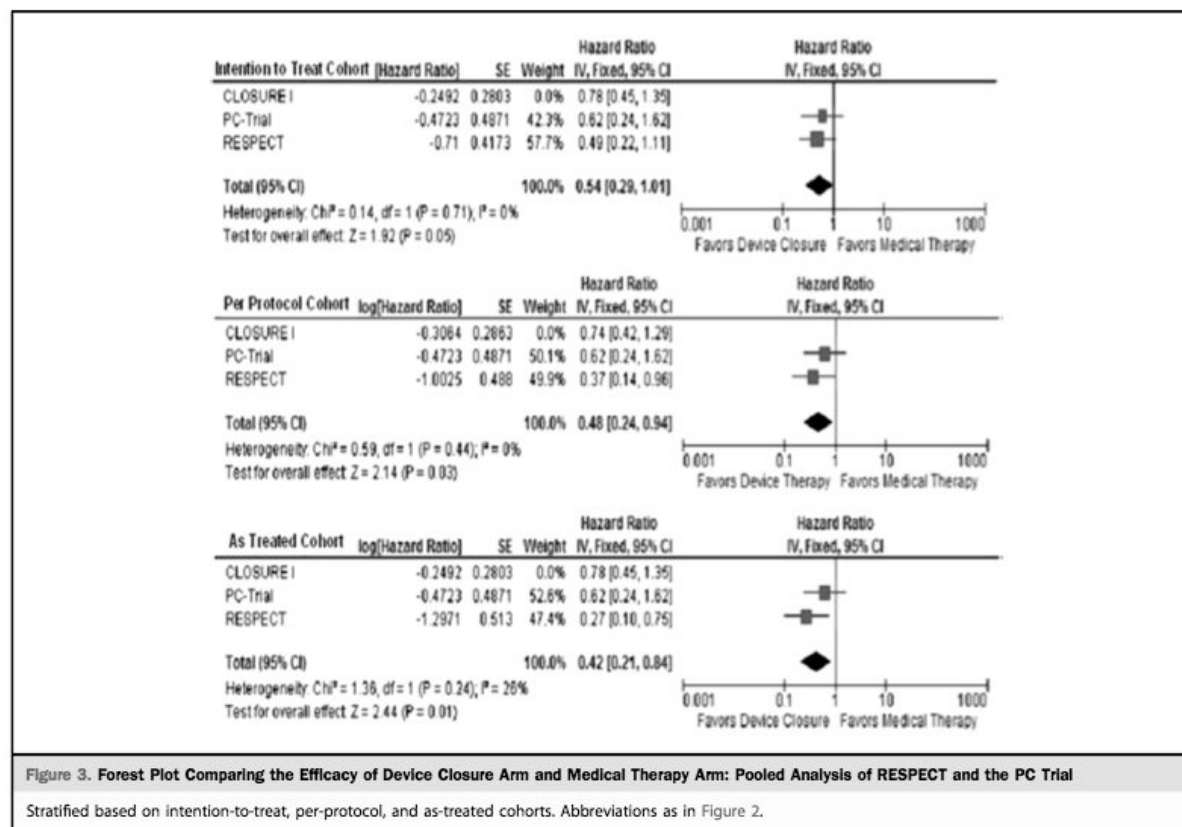 Hazard Ratio Hazard Ratio
Intention to Treat Cohort [Hazard Ratio] SE Weight IV, Fixed, 95% CI IV, Fixed, 95% CI
CLOSURE I -0.2492 0.2803 0.0% 0.78 [0.45, 1.35]
PC-Trial -0.4723 0.4871 42.3% 0.62 [0.24, 1.62]
RESPECT -0.71 0.4173 57.7% 0.49 [0.22, 1.11]
Total (95% CI) 100.0% 0.54 [0.29, 1.01]
Heterogeneity: Chi² = 0.14, df = 1 (P = 0.71); I² = 0%
Test for overall effect: Z = 1.92 (P = 0.05)
0.001 0.1 1 10 1000
Favors Device Closure Favors Medical Therapy
Hazard Ratio Hazard Ratio
Per Protocol Cohort log[Hazard Ratio] SE Weight IV, Fixed, 95% CI IV, Fixed, 95% CI
CLOSURE I -0.3064 0.2863 0.0% 0.74 [0.42, 1.29]
PC-Trial -0.4723 0.4871 50.1% 0.62 [0.24, 1.62]
RESPECT -1.0025 0.488 49.9% 0.37 [0.14, 0.96]
Total (95% CI) 100.0% 0.48 [0.24, 0.94]
Heterogeneity: Chi² = 0.59, df = 1 (P = 0.44); I² = 0%
Test for overall effect: Z = 2.14 (P = 0.03)
0.001 0.1 1 10 1000
Favors Device Therapy Favors Medical Therapy
Hazard Ratio Hazard Ratio
As Treated Cohort log[Hazard Ratio] SE Weight IV, Fixed, 95% CI IV, Fixed, 95% CI
CLOSURE I -0.2492 0.2803 0.0% 0.78 [0.45, 1.35]
PC-Trial -0.4723 0.4871 52.6% 0.62 [0.24, 1.62]
RESPECT -1.2971 0.513 47.4% 0.27 [0.10, 0.75]
Total (95% CI) 100.0% 0.42 [0.21, 0.84]
Heterogeneity: Chi² = 1.36, df = 1 (P = 0.24); I² = 26%
Test for overall effect: Z = 2.44 (P = 0.01)
0.001 0.1 1 10 1000
Favors Device Closure Favors Medical Therapy
Figure 3. Forest Plot Comparing the Efficacy of Device Closure Arm and Medical Therapy Arm: Pooled Analysis of RESPECT and the PC Trial
Stratified based on intention-to-treat, per-protocol, and as-treated cohorts. Abbreviations as in Figure 2.